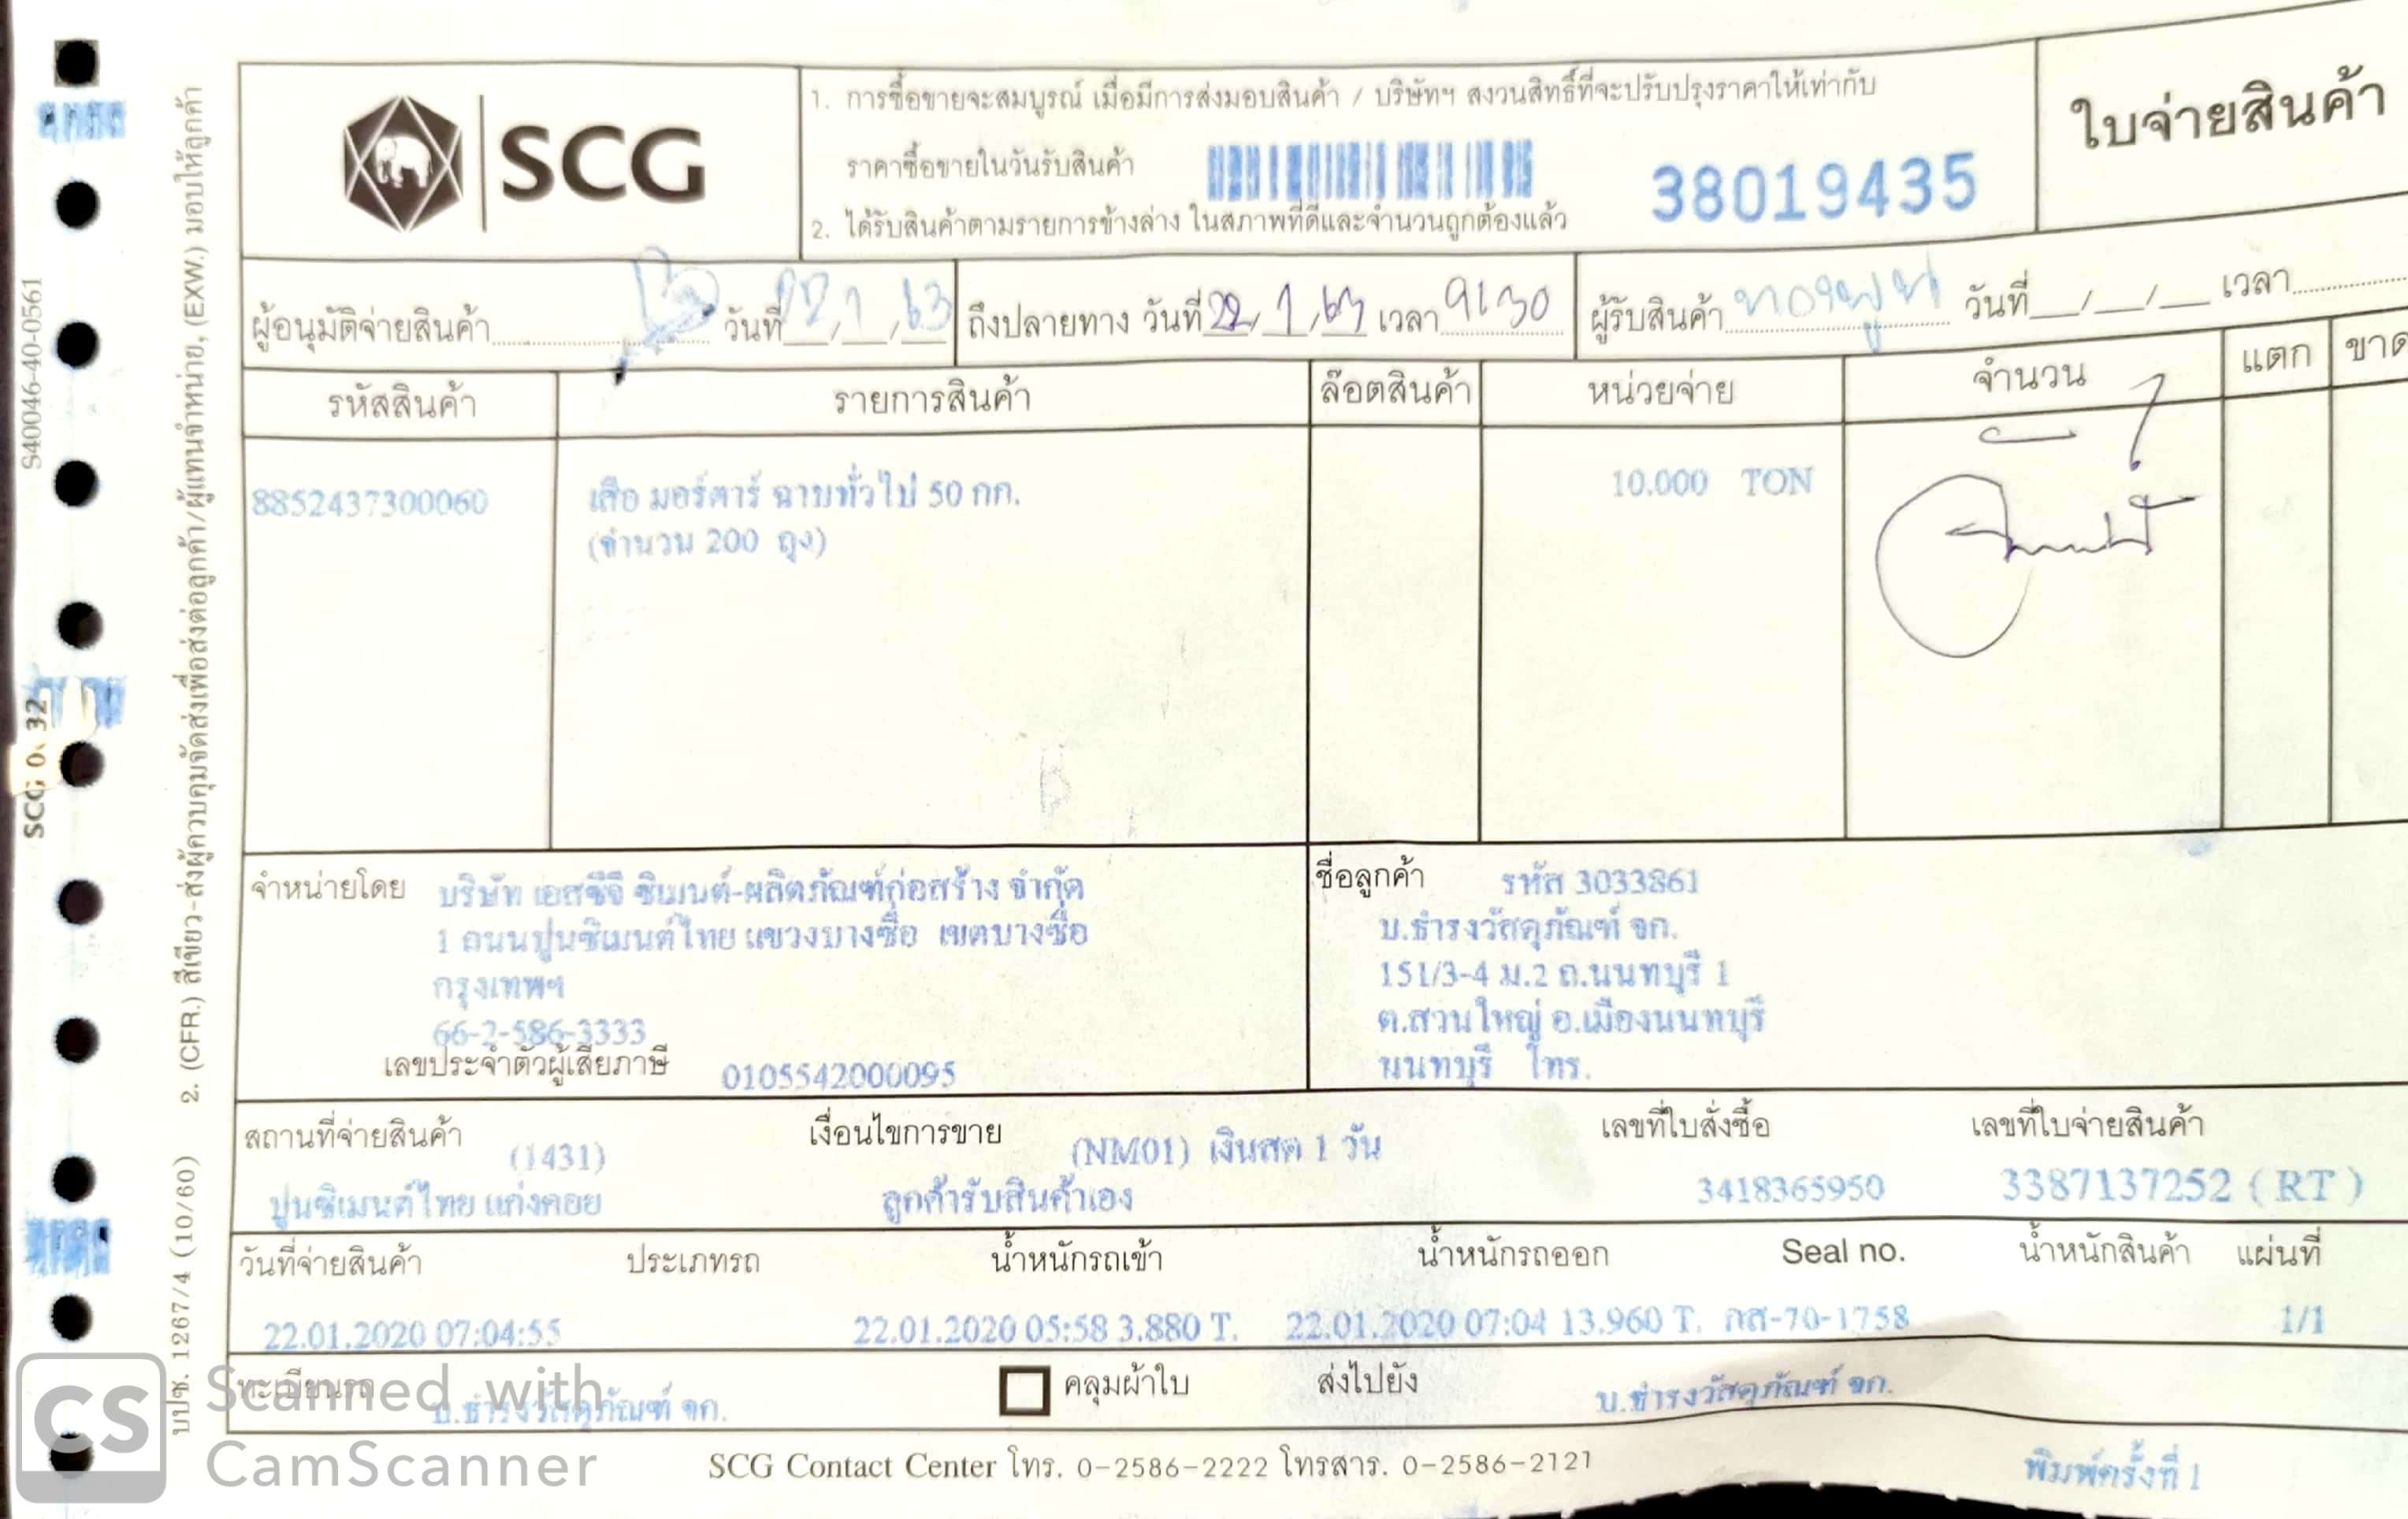 SCG
1. การซื้อขายจะสมบูรณ์ เมื่อมีการส่งมอบสินค้า / บริษัทฯ สงวนสิทธิ์ที่จะปรับปรุงราคาให้เท่ากับ
ราคาซื้อขายในวันรับสินค้า
38019435
2. ได้รับสินค้าตามรายการข้างล่าง ในสภาพที่ดีและจำนวนถูกต้องแล้ว
ใบจ่ายสินค้า
ผู้อนุมัติจ่ายสินค้า วันที่ 22/1/63 ถึงปลายทาง วันที่ 22/1/63 เวลา 9:30 ผู้รับสินค้า วันที่ / / เวลา
รหัสสินค้า รายการสินค้า ล๊อตสินค้า หน่วยจ่าย จำนวน แตก ขาด
8852437300060 เสือ มอร์ตาร์ ฉาบทั่วไป 50 กก. 10.000 TON
(จำนวน 200 ถุง)
จำหน่ายโดย บริษัท เอสซีจี ซิเมนต์-ผลิตภัณฑ์ก่อสร้าง จำกัด
1 ถนนปูนซิเมนต์ไทย แขวงบางซื่อ เขตบางซื่อ
กรุงเทพฯ
66-2-586-3333
เลขประจำตัวผู้เสียภาษี 0105542000095
ชื่อลูกค้า รหัส 3033861
บ.ธำรงวัสดุภัณฑ์ จก.
151/3-4 ม.2 ถ.นนทบุรี 1
ต.สวนใหญ่ อ.เมืองนนทบุรี
นนทบุรี โทร.
สถานที่จ่ายสินค้า (1431) เงื่อนไขการขาย (NM01) เงินสด 1 วัน เลขที่ใบสั่งซื้อ เลขที่ใบจ่ายสินค้า
ปูนซิเมนต์ไทย แก่งคอย ลูกค้ารับสินค้าเอง 3418365950 3387137252 ( RT )
วันที่จ่ายสินค้า ประเภทรถ น้ำหนักรถเข้า น้ำหนักรถออก Seal no. น้ำหนักสินค้า แผ่นที่
22.01.2020 07:04:55 22.01.2020 05:58 3.880 T. 22.01.2020 07:04 13.960 T. กส-70-1758 1/1
ทะเบียนรถ บ.ธำรงวัสดุภัณฑ์ จก. คลุมผ้าใบ ส่งไปยัง บ.ธำรงวัสดุภัณฑ์ จก.
SCG Contact Center โทร. 0-2586-2222 โทรสาร. 0-2586-2121
พิมพ์ครั้งที่ 1
บปซ. 1267/4 (10/60) 2. (CFR.) สีเขียว-ส่งผู้ควบคุมจัดส่งเพื่อส่งต่อลูกค้า/ผู้แทนจำหน่าย, (EXW.) มอบให้ลูกค้า
S40046-40-0561
CS Scanned with
CamScanner